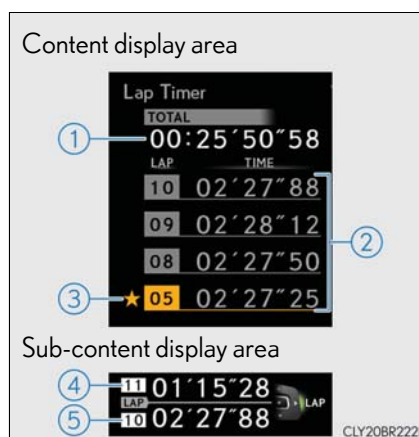 Content display area
Lap Timer
TOTAL
1 00:25´50″58
LAP TIME
10 02´27″88
09 02´28″12
2
08 02´27″50
3 05 02´27″25
Sub-content display area
4 11 01´15″28
LAP LAP
5 10 02´27″88
CLY20BR222